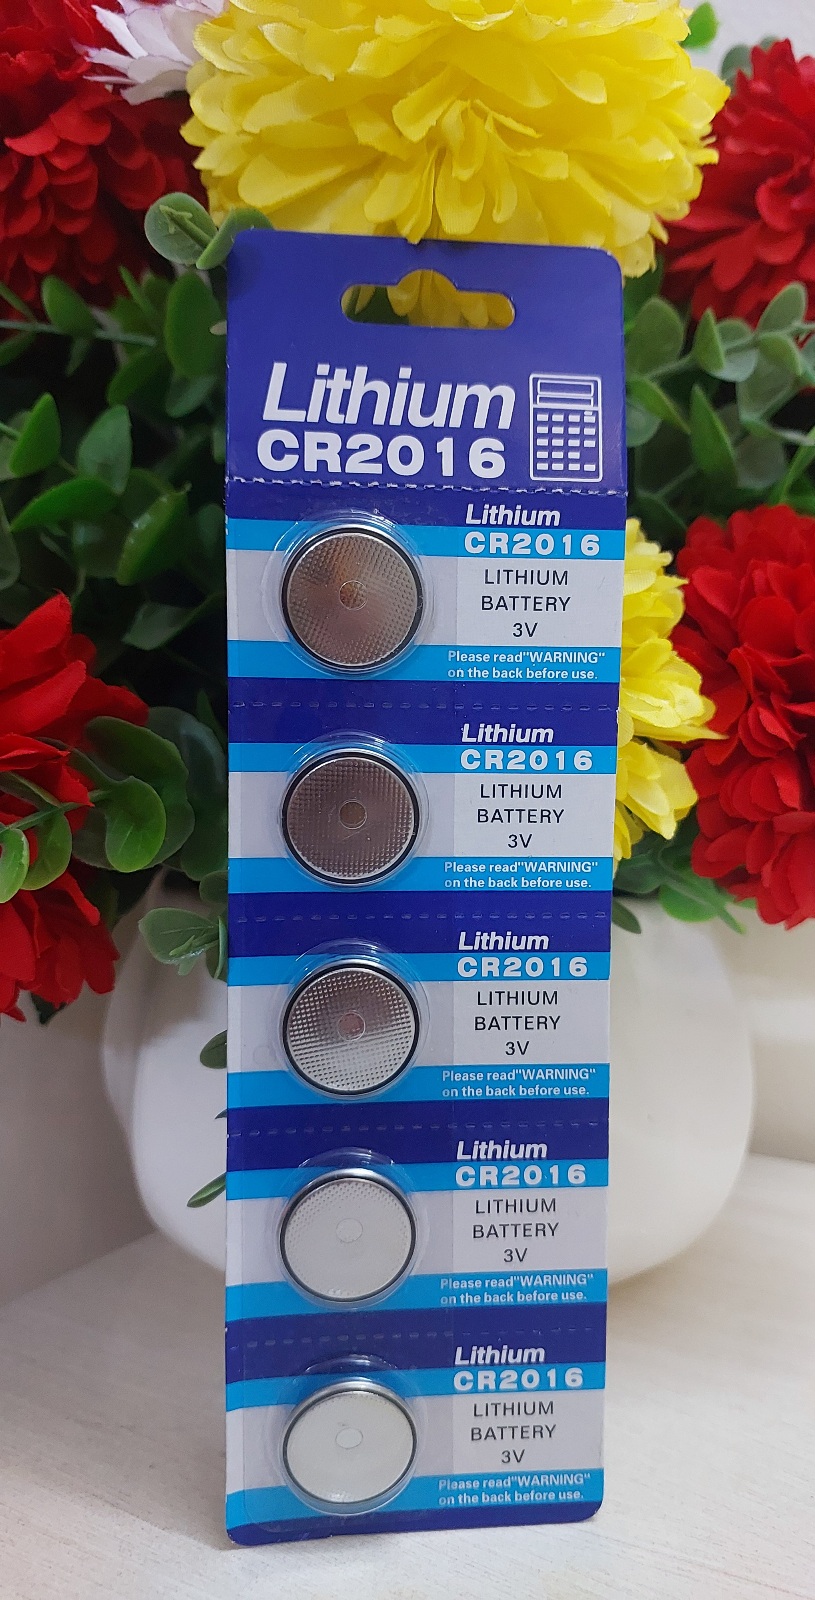 Lithium
CR2016
Lithium
CR2016
LITHIUM
BATTERY
3V
Please read"WARNING"
on the back before use.
Lithium
CR2016
LITHIUM
BATTERY
3V
Please read"WARNING"
on the back before use.
Lithium
CR2016
LITHIUM
BATTERY
3V
Please read"WARNING"
on the back before use.
Lithium
CR2016
LITHIUM
BATTERY
3V
Please read"WARNING"
on the back before use.
Lithium
CR2016
LITHIUM
BATTERY
3V
Please read"WARNING"
on the back before use.